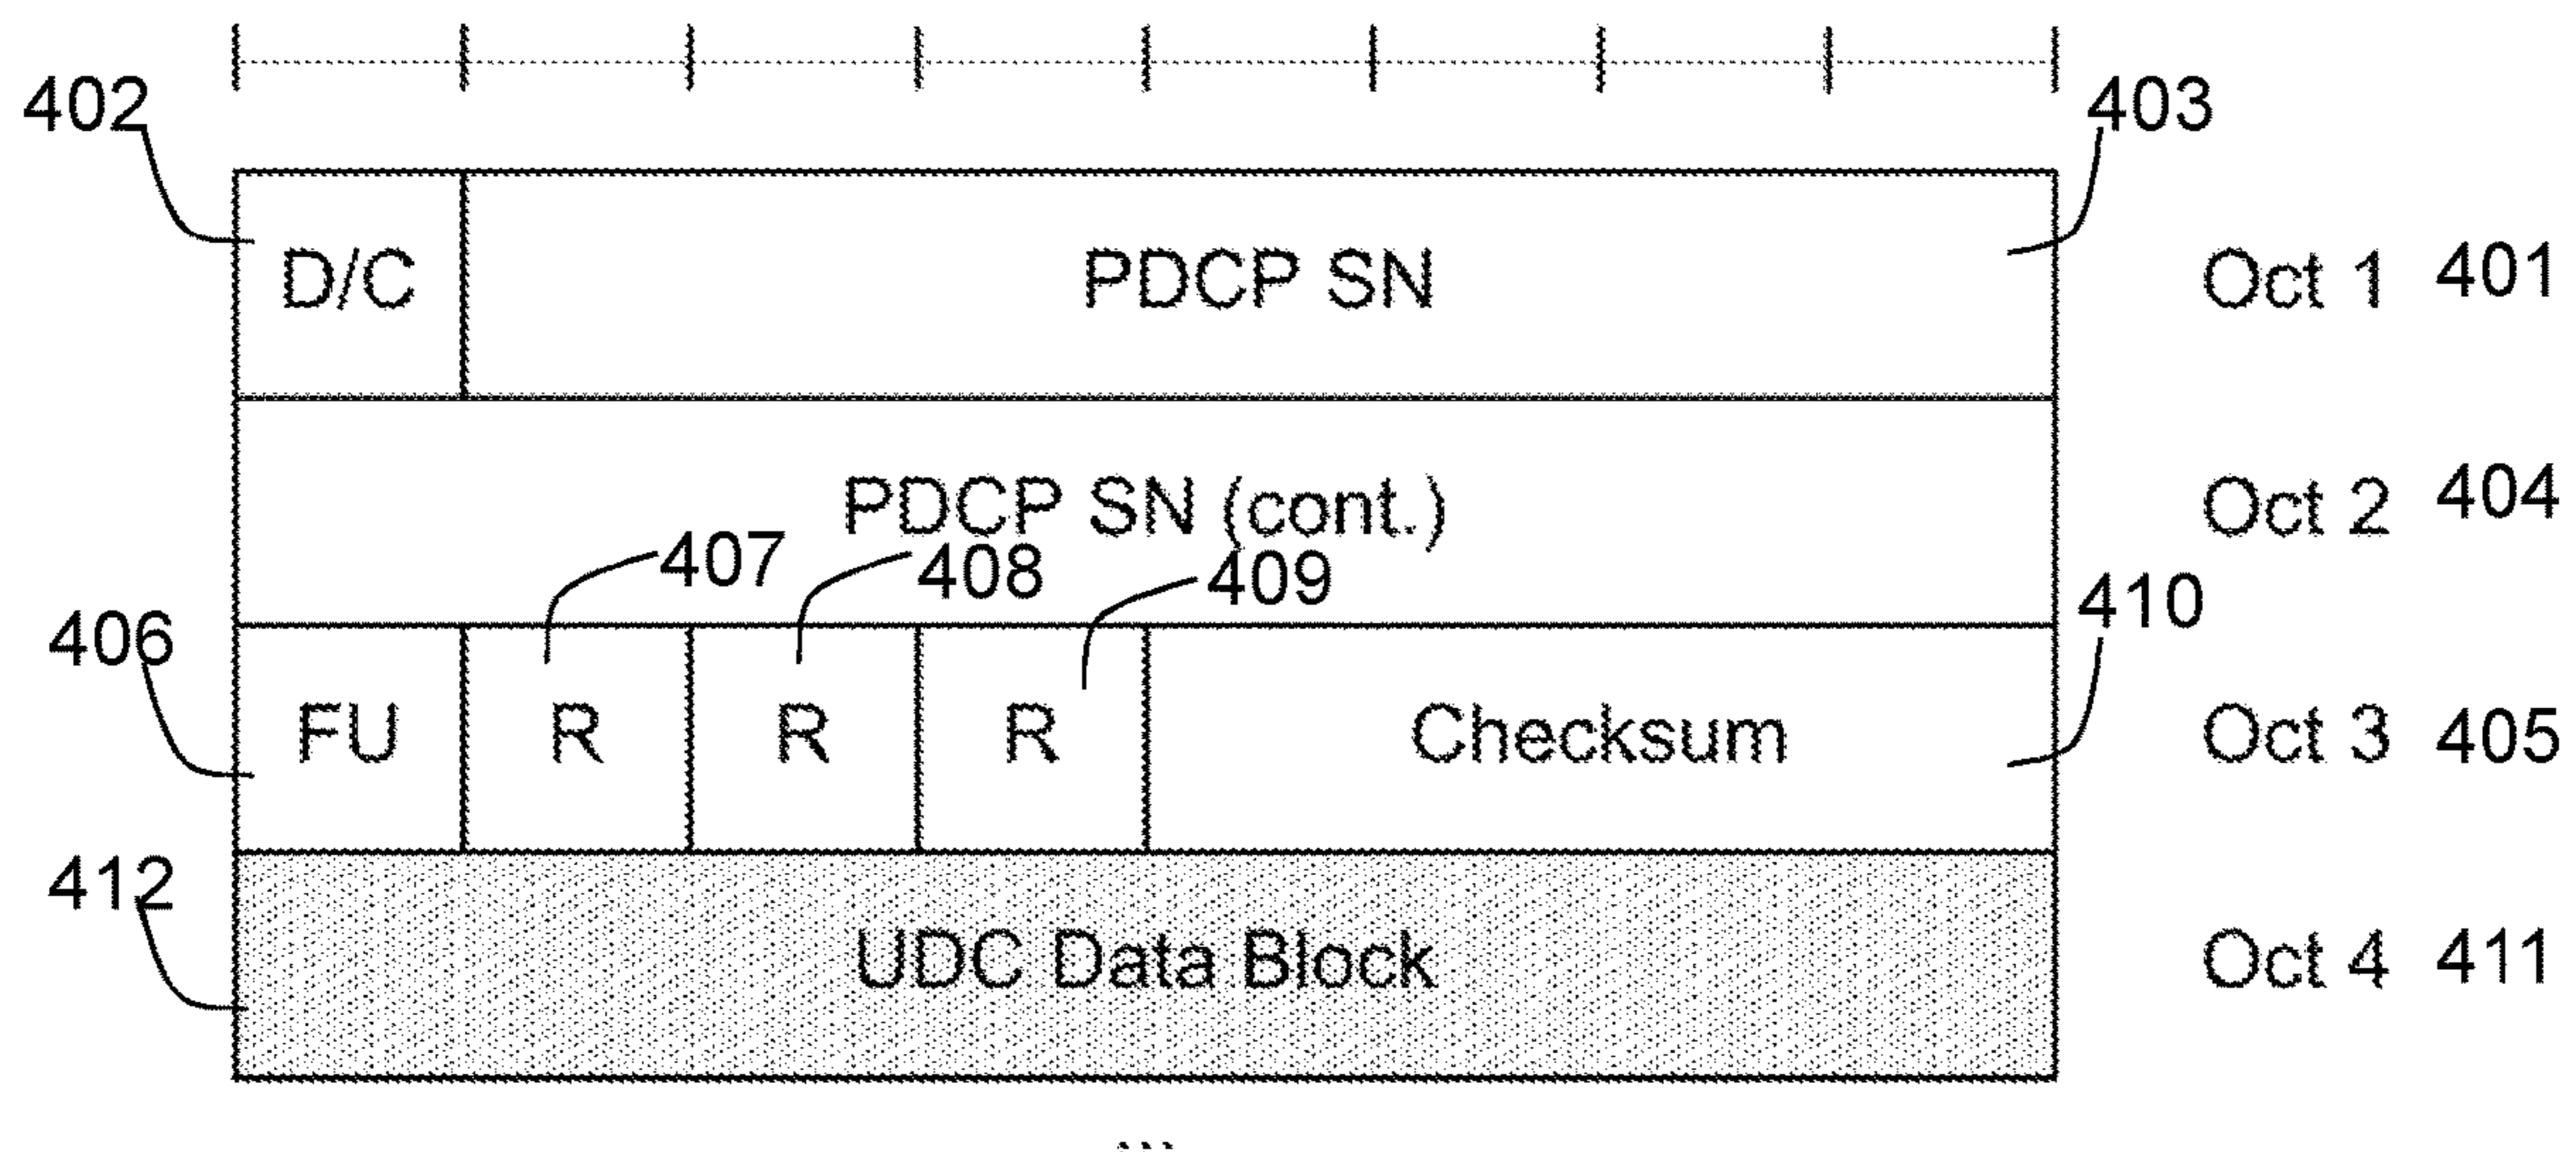 402 403
D/C PDCP SN Oct 1 401
PDCP SN (cont.) Oct 2 404
407 408 409
406 410
FU R R R Checksum Oct 3 405
412
UDC Data Block Oct 4 411
...